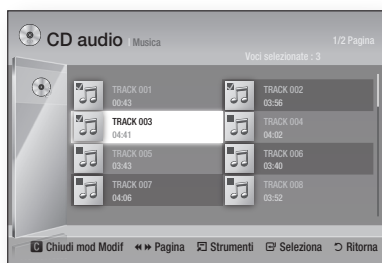 CD audio | Musica
1/2 Pagina
Voci selezionate : 3
TRACK 001
00:43
TRACK 002
03:56
TRACK 003
04:41
TRACK 004
04:02
TRACK 005
03:43
TRACK 006
03:40
TRACK 007
04:06
TRACK 008
03:52
C Chiudi mod Modif Pagina Strumenti Seleziona Ritorna